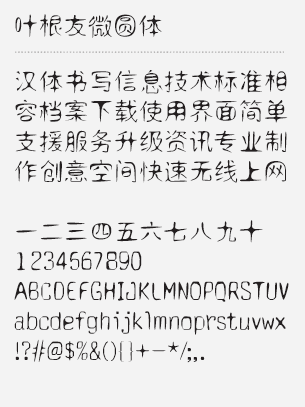 叶根友微圆体
汉体书写信息技术标准相
容档案下载使用界面简单
支援服务升级资讯专业制
作创意空间快速无线上网
一二三四五六七八九十
1234567890
ABCDEFGHIJKLMNOPQRSTUV
abcdefghijklmnoprstuvwx
!?#@$%&()[]+-*/;,.